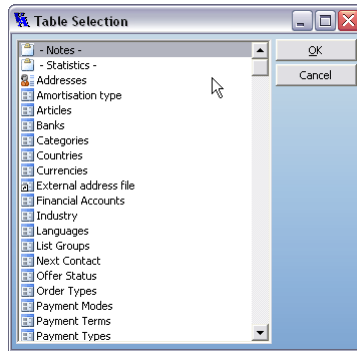 Table Selection
- Notes -
- Statistics -
Addresses
Amortisation type
Articles
Banks
Categories
Countries
Currencies
External address file
Financial Accounts
Industry
Languages
List Groups
Next Contact
Offer Status
Order Types
Payment Modes
Payment Terms
Payment Types
OK
Cancel